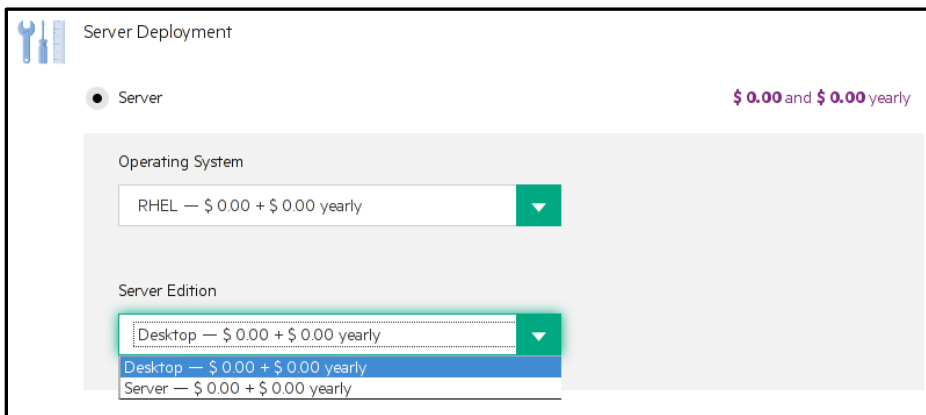 Server Deployment
Server $ 0.00 and $ 0.00 yearly
Operating System
RHEL — $ 0.00 + $ 0.00 yearly
Server Edition
Desktop — $ 0.00 + $ 0.00 yearly
Desktop — $ 0.00 + $ 0.00 yearly
Server — $ 0.00 + $ 0.00 yearly